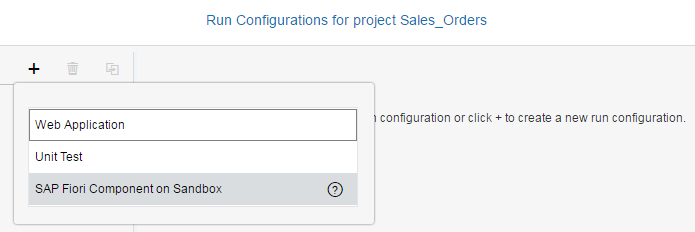 Run Configurations for project Sales_Orders
+
configuration or click + to create a new run configuration.
Web Application
Unit Test
SAP Fiori Component on Sandbox ?